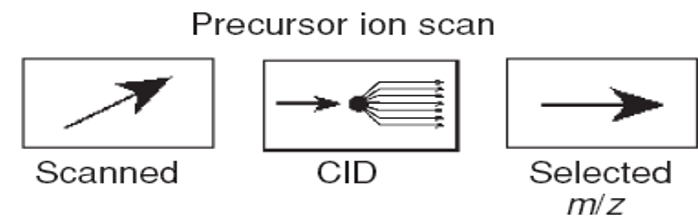 Precursor ion scan
Scanned
CID
Selected
m/z